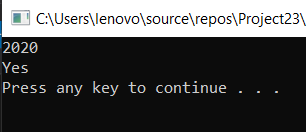 C:\Users\lenovo\source\repos\Project23\
2020
Yes
Press any key to continue . . .